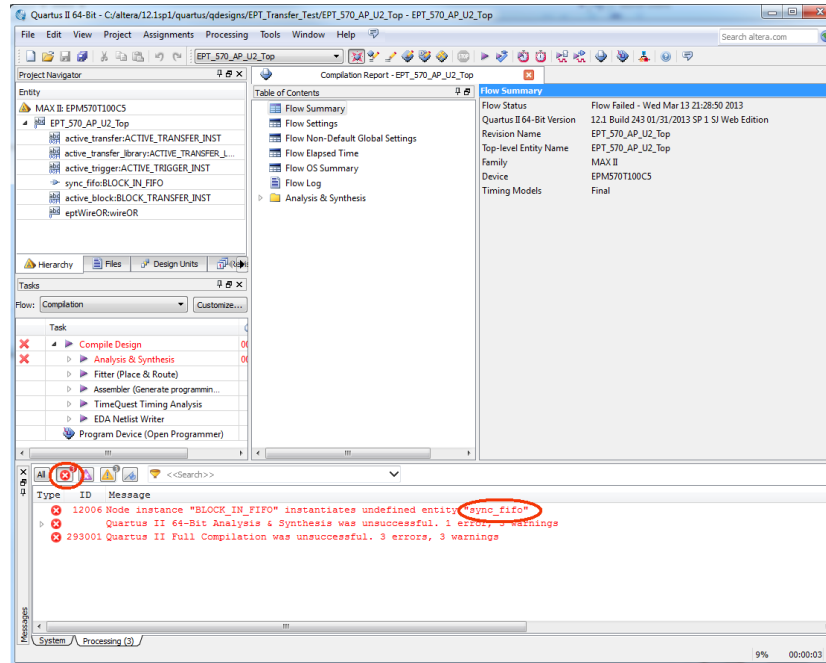 Quartus II 64-Bit - C:/altera/12.1sp1/quartus/qdesigns/EPT_Transfer_Test/EPT_570_AP_U2_Top - EPT_570_AP_U2_Top
File Edit View Project Assignments Processing Tools Window Help
Search altera.com
EPT_570_AP_U2_Top
Project Navigator
Entity
MAX II: EPM570T100C5
EPT_570_AP_U2_Top
active_transfer:ACTIVE_TRANSFER_INST
active_transfer_library:ACTIVE_TRANSFER_L...
active_trigger:ACTIVE_TRIGGER_INST
sync_fifo:BLOCK_IN_FIFO
active_block:BLOCK_TRANSFER_INST
eptWireOR:wireOR
Hierarchy Files Design Units
Tasks
Flow: Compilation Customize...
Task
Compile Design 00
Analysis & Synthesis 00
Fitter (Place & Route)
Assembler (Generate programmin...
TimeQuest Timing Analysis
EDA Netlist Writer
Program Device (Open Programmer)
Compilation Report - EPT_570_AP_U2_Top
Table of Contents
Flow Summary
Flow Settings
Flow Non-Default Global Settings
Flow Elapsed Time
Flow OS Summary
Flow Log
Analysis & Synthesis
Flow Summary
Flow Status Flow Failed - Wed Mar 13 21:28:50 2013
Quartus II 64-Bit Version 12.1 Build 243 01/31/2013 SP 1 SJ Web Edition
Revision Name EPT_570_AP_U2_Top
Top-level Entity Name EPT_570_AP_U2_Top
Family MAX II
Device EPM570T100C5
Timing Models Final
All <<Search>>
Type ID Message
12006 Node instance "BLOCK_IN_FIFO" instantiates undefined entity "sync_fifo"
Quartus II 64-Bit Analysis & Synthesis was unsuccessful. 1 error, 3 warnings
293001 Quartus II Full Compilation was unsuccessful. 3 errors, 3 warnings
Messages
System Processing (3)
9% 00:00:03